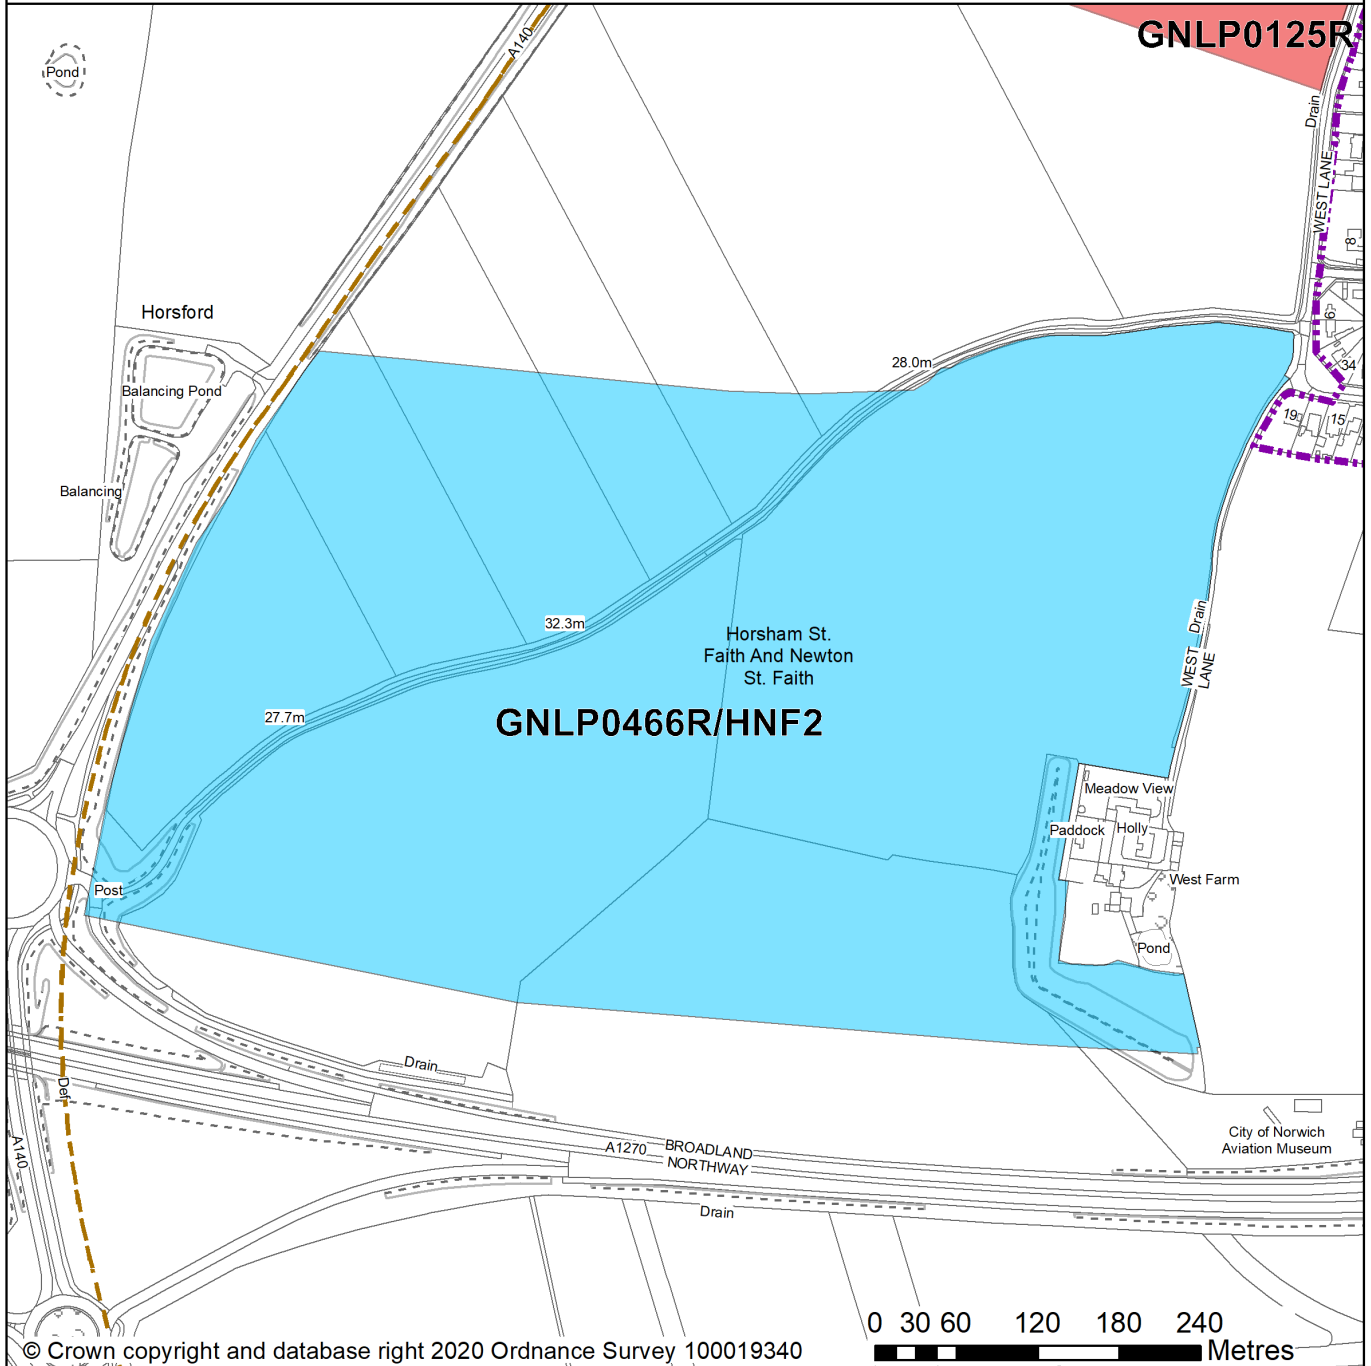 GNLP0125R
A140
Pond
Drain
WEST LANE
8
Horsford
6
28.0m
34
Balancing Pond
19
15
Balancing
32.3m
Drain
Horsham St.
Faith And Newton
St. Faith
WEST
LANE
27.7m
GNLP0466R/HNF2
Meadow View
Paddock
Holly
West Farm
Post
Pond
Drain
Def
A140
City of Norwich
Aviation Museum
A1270
BROADLAND
NORTHWAY
Drain
0 30 60 120 180 240
Metres
© Crown copyright and database right 2020 Ordnance Survey 100019340